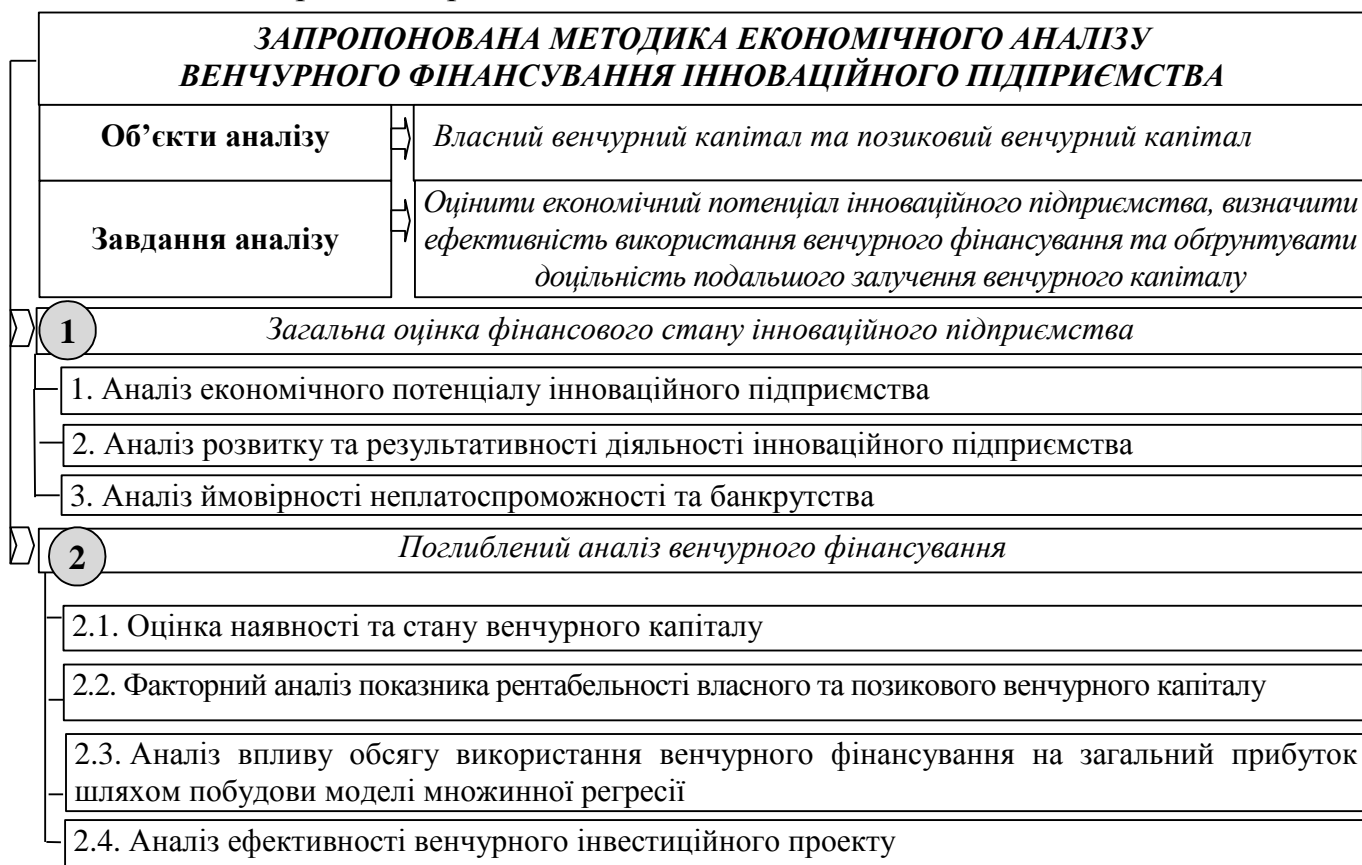 ЗАПРОПОНОВАНА МЕТОДИКА ЕКОНОМІЧНОГО АНАЛІЗУ
ВЕНЧУРНОГО ФІНАНСУВАННЯ ІННОВАЦІЙНОГО ПІДПРИЄМСТВА
Об’єкти аналізу
Власний венчурний капітал та позиковий венчурний капітал
Завдання аналізу
Оцінити економічний потенціал інноваційного підприємства, визначити
ефективність використання венчурного фінансування та обґрунтувати
доцільність подальшого залучення венчурного капіталу
1
Загальна оцінка фінансового стану інноваційного підприємства
1. Аналіз економічного потенціалу інноваційного підприємства
2. Аналіз розвитку та результативності діяльності інноваційного підприємства
3. Аналіз ймовірності неплатоспроможності та банкрутства
2
Поглиблений аналіз венчурного фінансування
2.1. Оцінка наявності та стану венчурного капіталу
2.2. Факторний аналіз показника рентабельності власного та позикового венчурного капіталу
2.3. Аналіз впливу обсягу використання венчурного фінансування на загальний прибуток
шляхом побудови моделі множинної регресії
2.4. Аналіз ефективності венчурного інвестиційного проекту